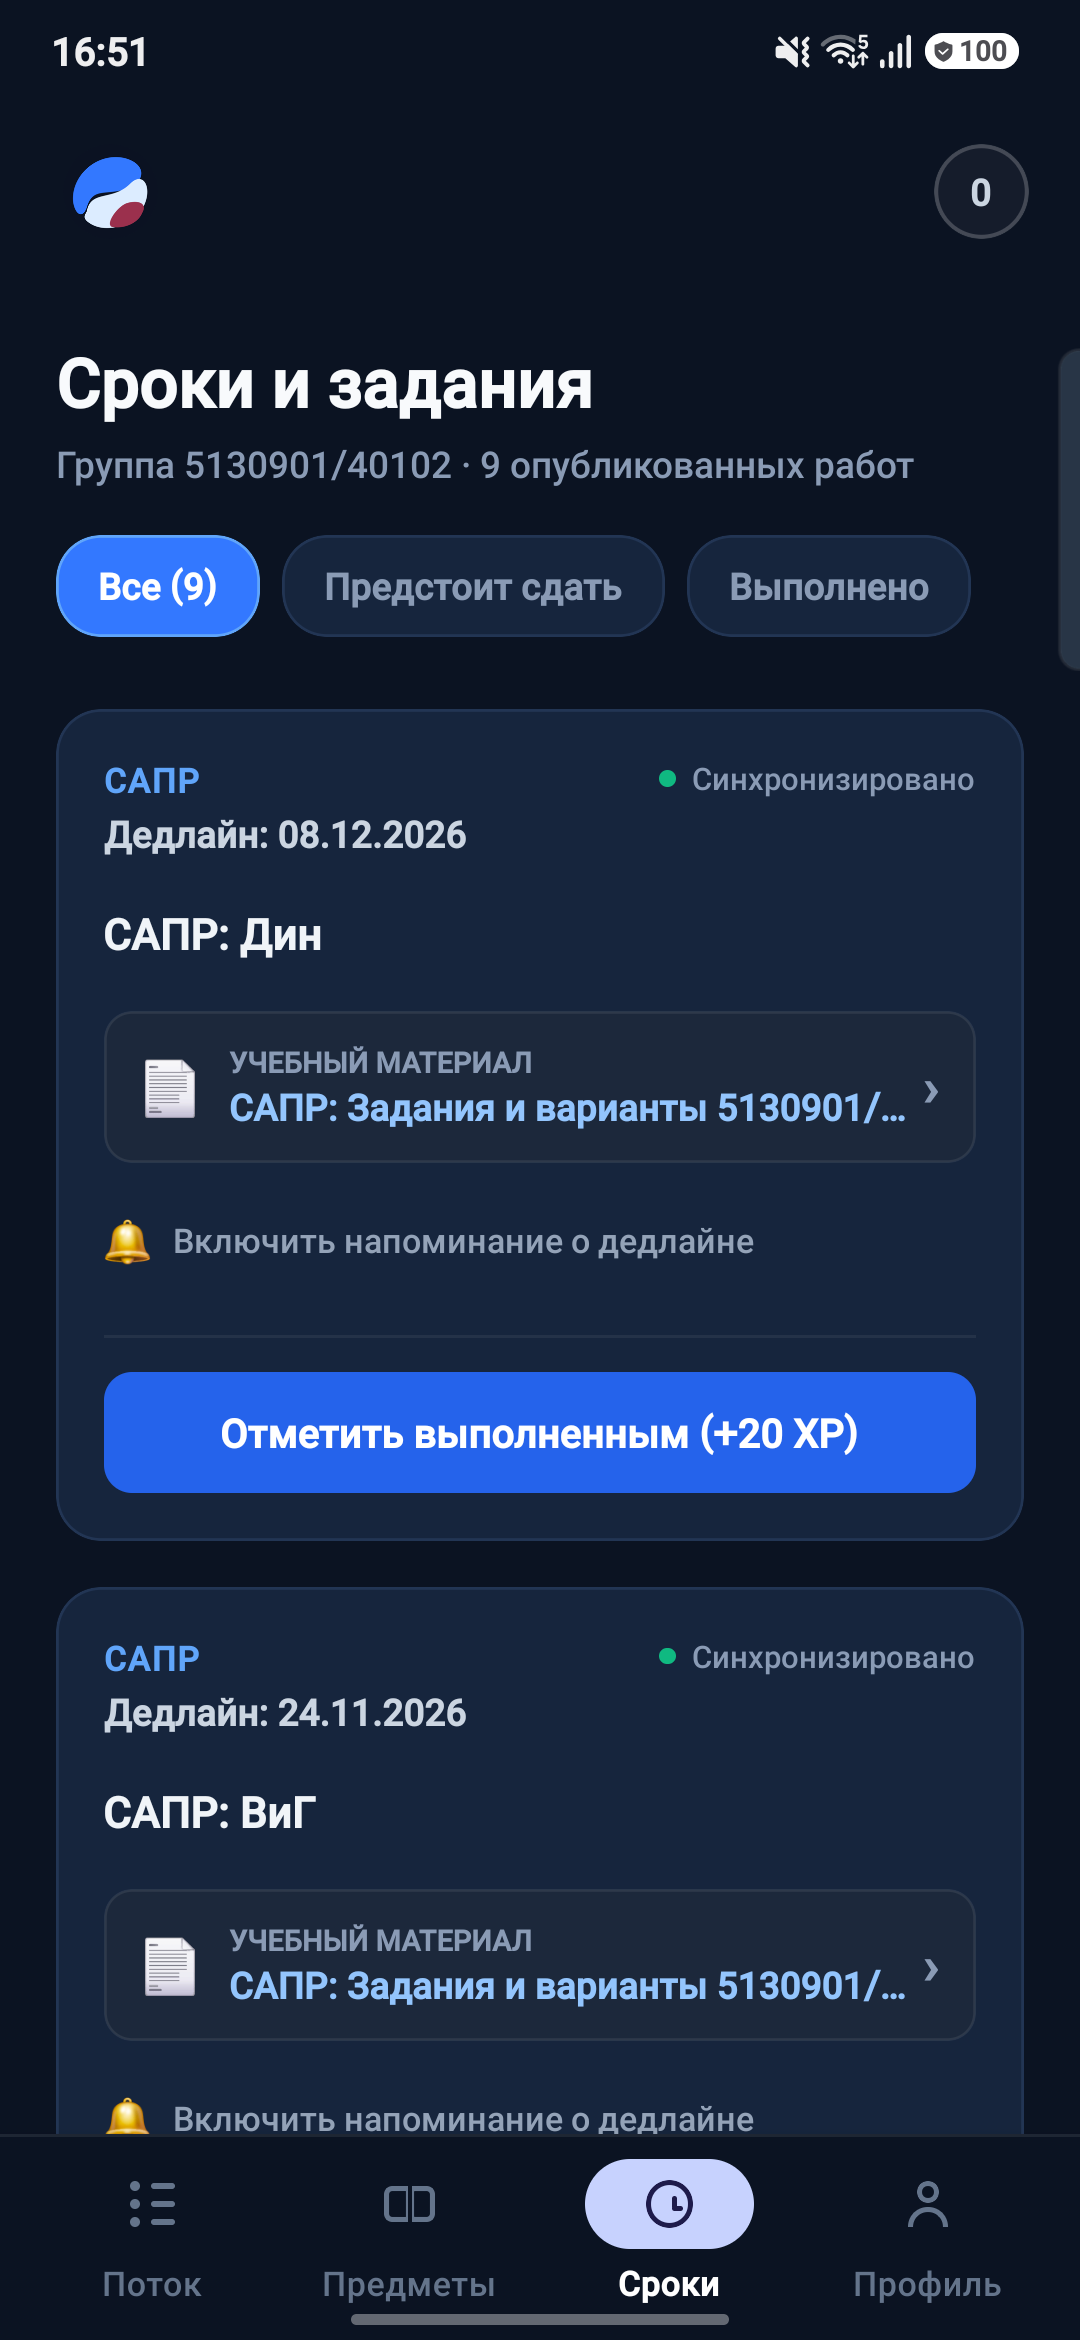 16:51
5
100
0
Сроки и задания
Группа 5130901/40102 · 9 опубликованных работ
Все (9)
Предстоит сдать
Выполнено
САПР
Синхронизировано
Дедлайн: 08.12.2026
САПР: Дин
УЧЕБНЫЙ МАТЕРИАЛ
САПР: Задания и варианты 5130901/...
Включить напоминание о дедлайне
Отметить выполненным (+20 XP)
САПР
Синхронизировано
Дедлайн: 24.11.2026
САПР: ВиГ
УЧЕБНЫЙ МАТЕРИАЛ
САПР: Задания и варианты 5130901/...
Включить напоминание о дедлайне
Поток
Предметы
Сроки
Профиль